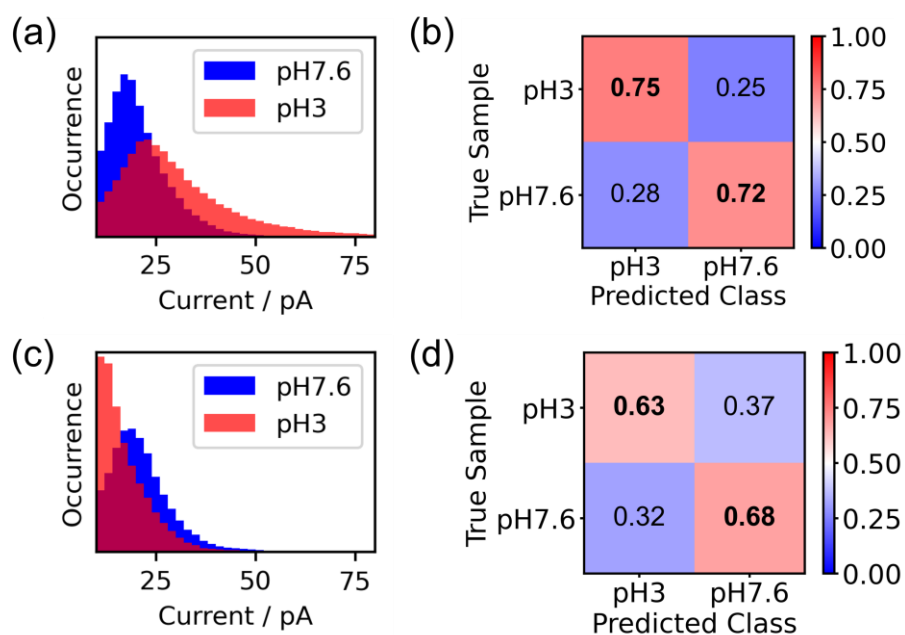 (a)
Occurrence
pH7.6
pH3
25
50
75
Current / pA
(b)
True Sample
pH3
0.75
0.25
pH7.6
0.28
0.72
pH3
pH7.6
Predicted Class
1.00
0.75
0.50
0.25
0.00
(c)
Occurrence
pH7.6
pH3
25
50
75
Current / pA
(d)
True Sample
pH3
0.63
0.37
pH7.6
0.32
0.68
pH3
pH7.6
Predicted Class
1.00
0.75
0.50
0.25
0.00